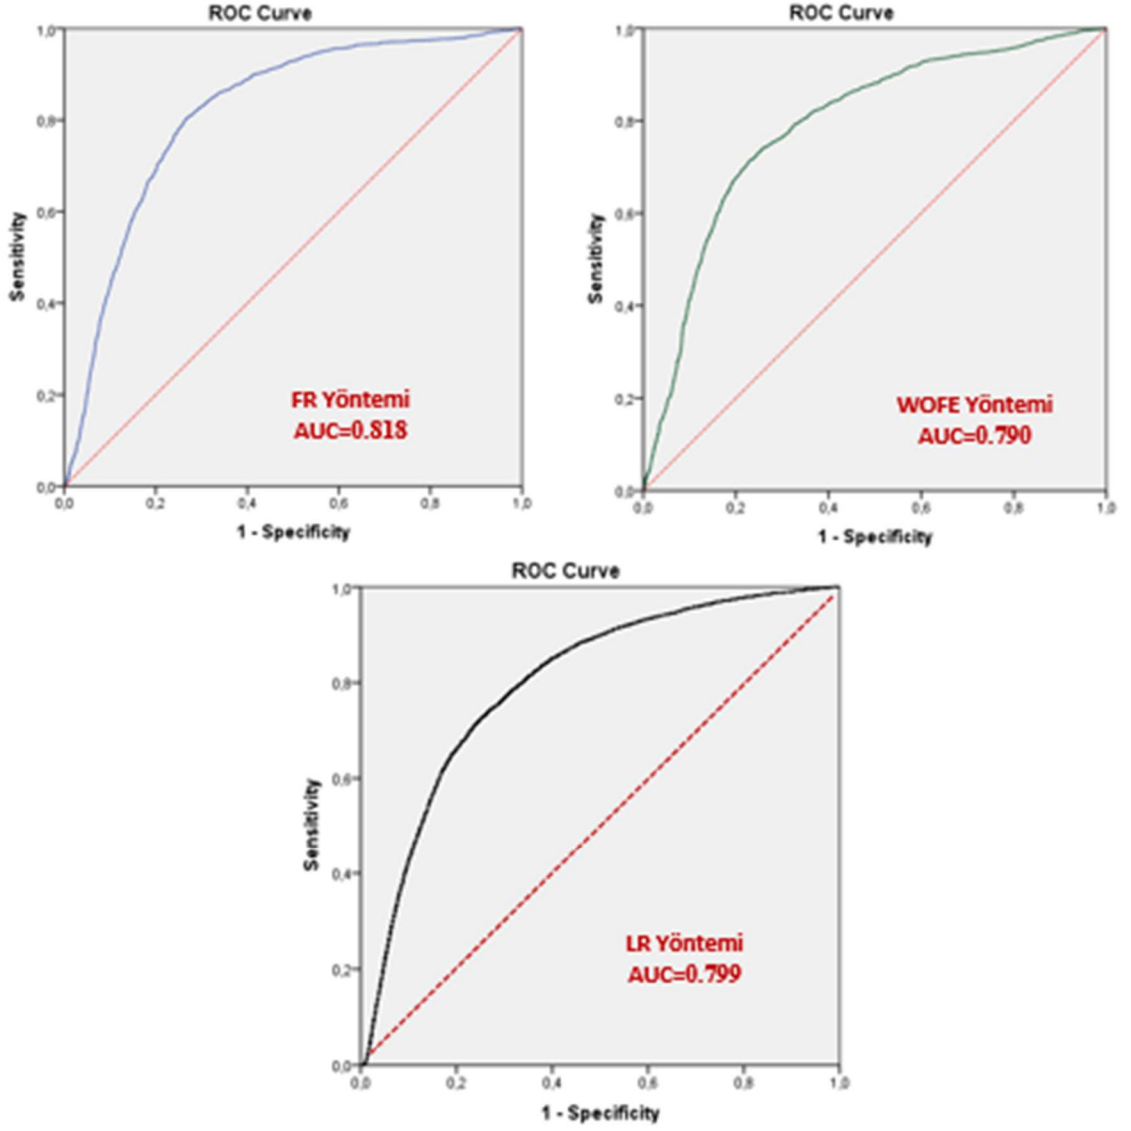 ROC Curve
1,0
0,8
0,6
0,4
0,2
0,0
Sensitivity
FR Yöntemi
AUC=0.818
0,0 0,2 0,4 0,6 0,8 1,0
1 - Specificity
ROC Curve
1,0
0,8
0,6
0,4
0,2
0,0
Sensitivity
WOFE Yöntemi
AUC=0.790
0,0 0,2 0,4 0,6 0,8 1,0
1 - Specificity
ROC Curve
1,0
0,8
0,6
0,4
0,2
0,0
Sensitivity
LR Yöntemi
AUC=0.799
0,0 0,2 0,4 0,6 0,8 1,0
1 - Specificity